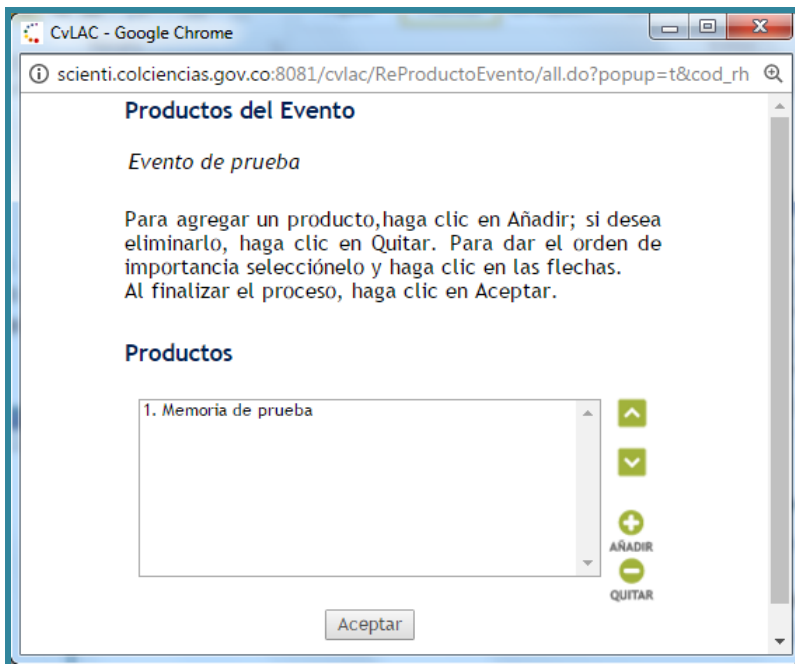 CvLAC - Google Chrome
scienti.colciencias.gov.co:8081/cvlac/ReProductoEvento/all.do?popup=t&cod_rh
Productos del Evento
Evento de prueba
Para agregar un producto,haga clic en Añadir; si desea
eliminarlo, haga clic en Quitar. Para dar el orden de
importancia selecciónelo y haga clic en las flechas.
Al finalizar el proceso, haga clic en Aceptar.
Productos
1. Memoria de prueba
AÑADIR
QUITAR
Aceptar